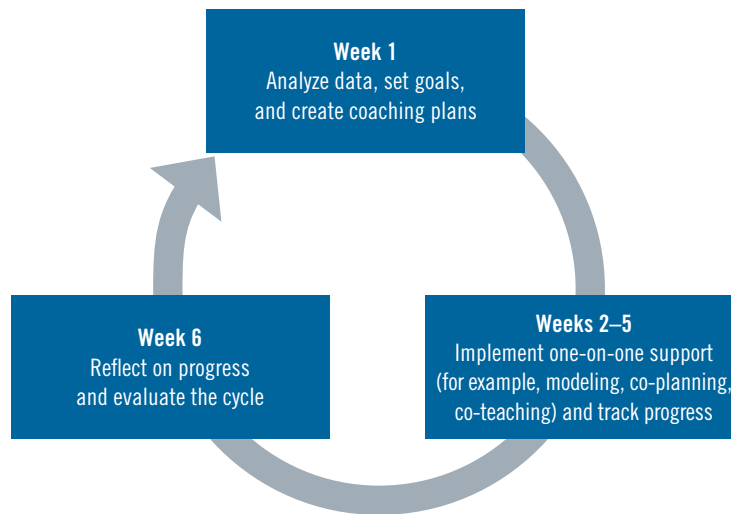 Week 1
Analyze data, set goals,
and create coaching plans
Week 6
Reflect on progress
and evaluate the cycle
Weeks 2–5
Implement one-on-one support
(for example, modeling, co-planning,
co-teaching) and track progress